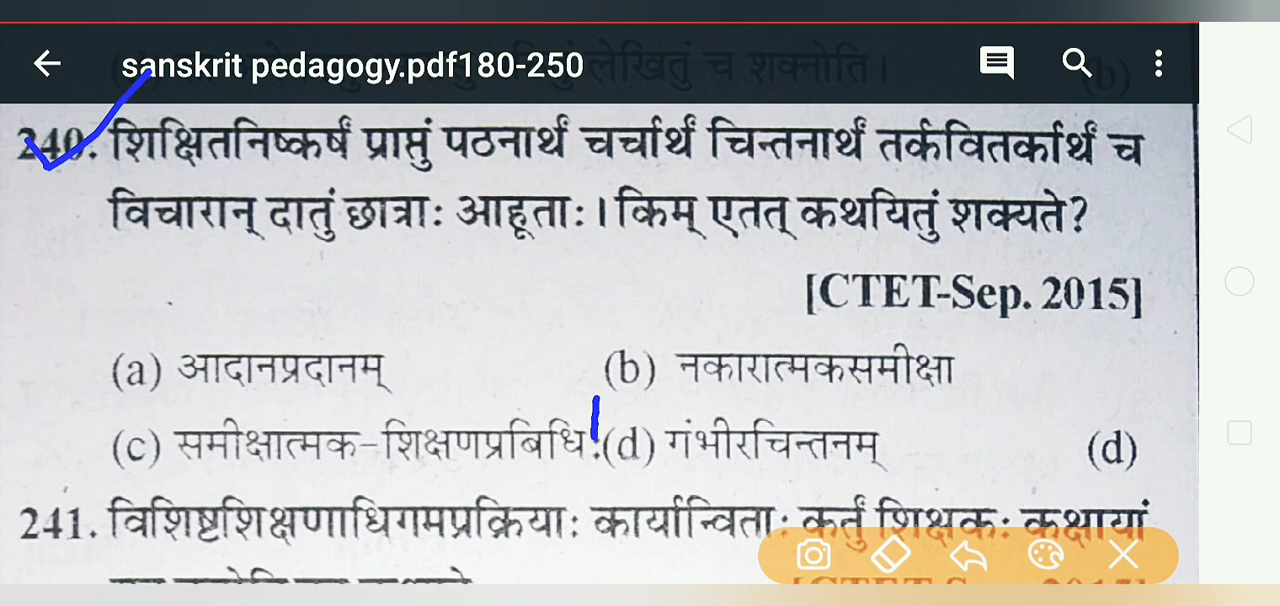 लेखितुं च शक्नोति।
sanskrit pedagogy.pdf180-250
(b)
240. शिक्षितनिष्कर्षं प्राप्तुं पठनार्थं चर्चार्थं चिन्तनार्थं तर्कवितर्कार्थं च
विचारान् दातुं छात्राः आहूताः। किम् एतत् कथयितुं शक्यते?
[CTET-Sep. 2015]
(a) आदानप्रदानम् (b) नकारात्मकसमीक्षा
(c) समीक्षात्मक-शिक्षणप्रबिधिः (d) गंभीरचिन्तनम् (d)
241. विशिष्टशिक्षणाधिगमप्रक्रियाः कार्यान्विताः कर्तुं शिक्षकः कक्षायां